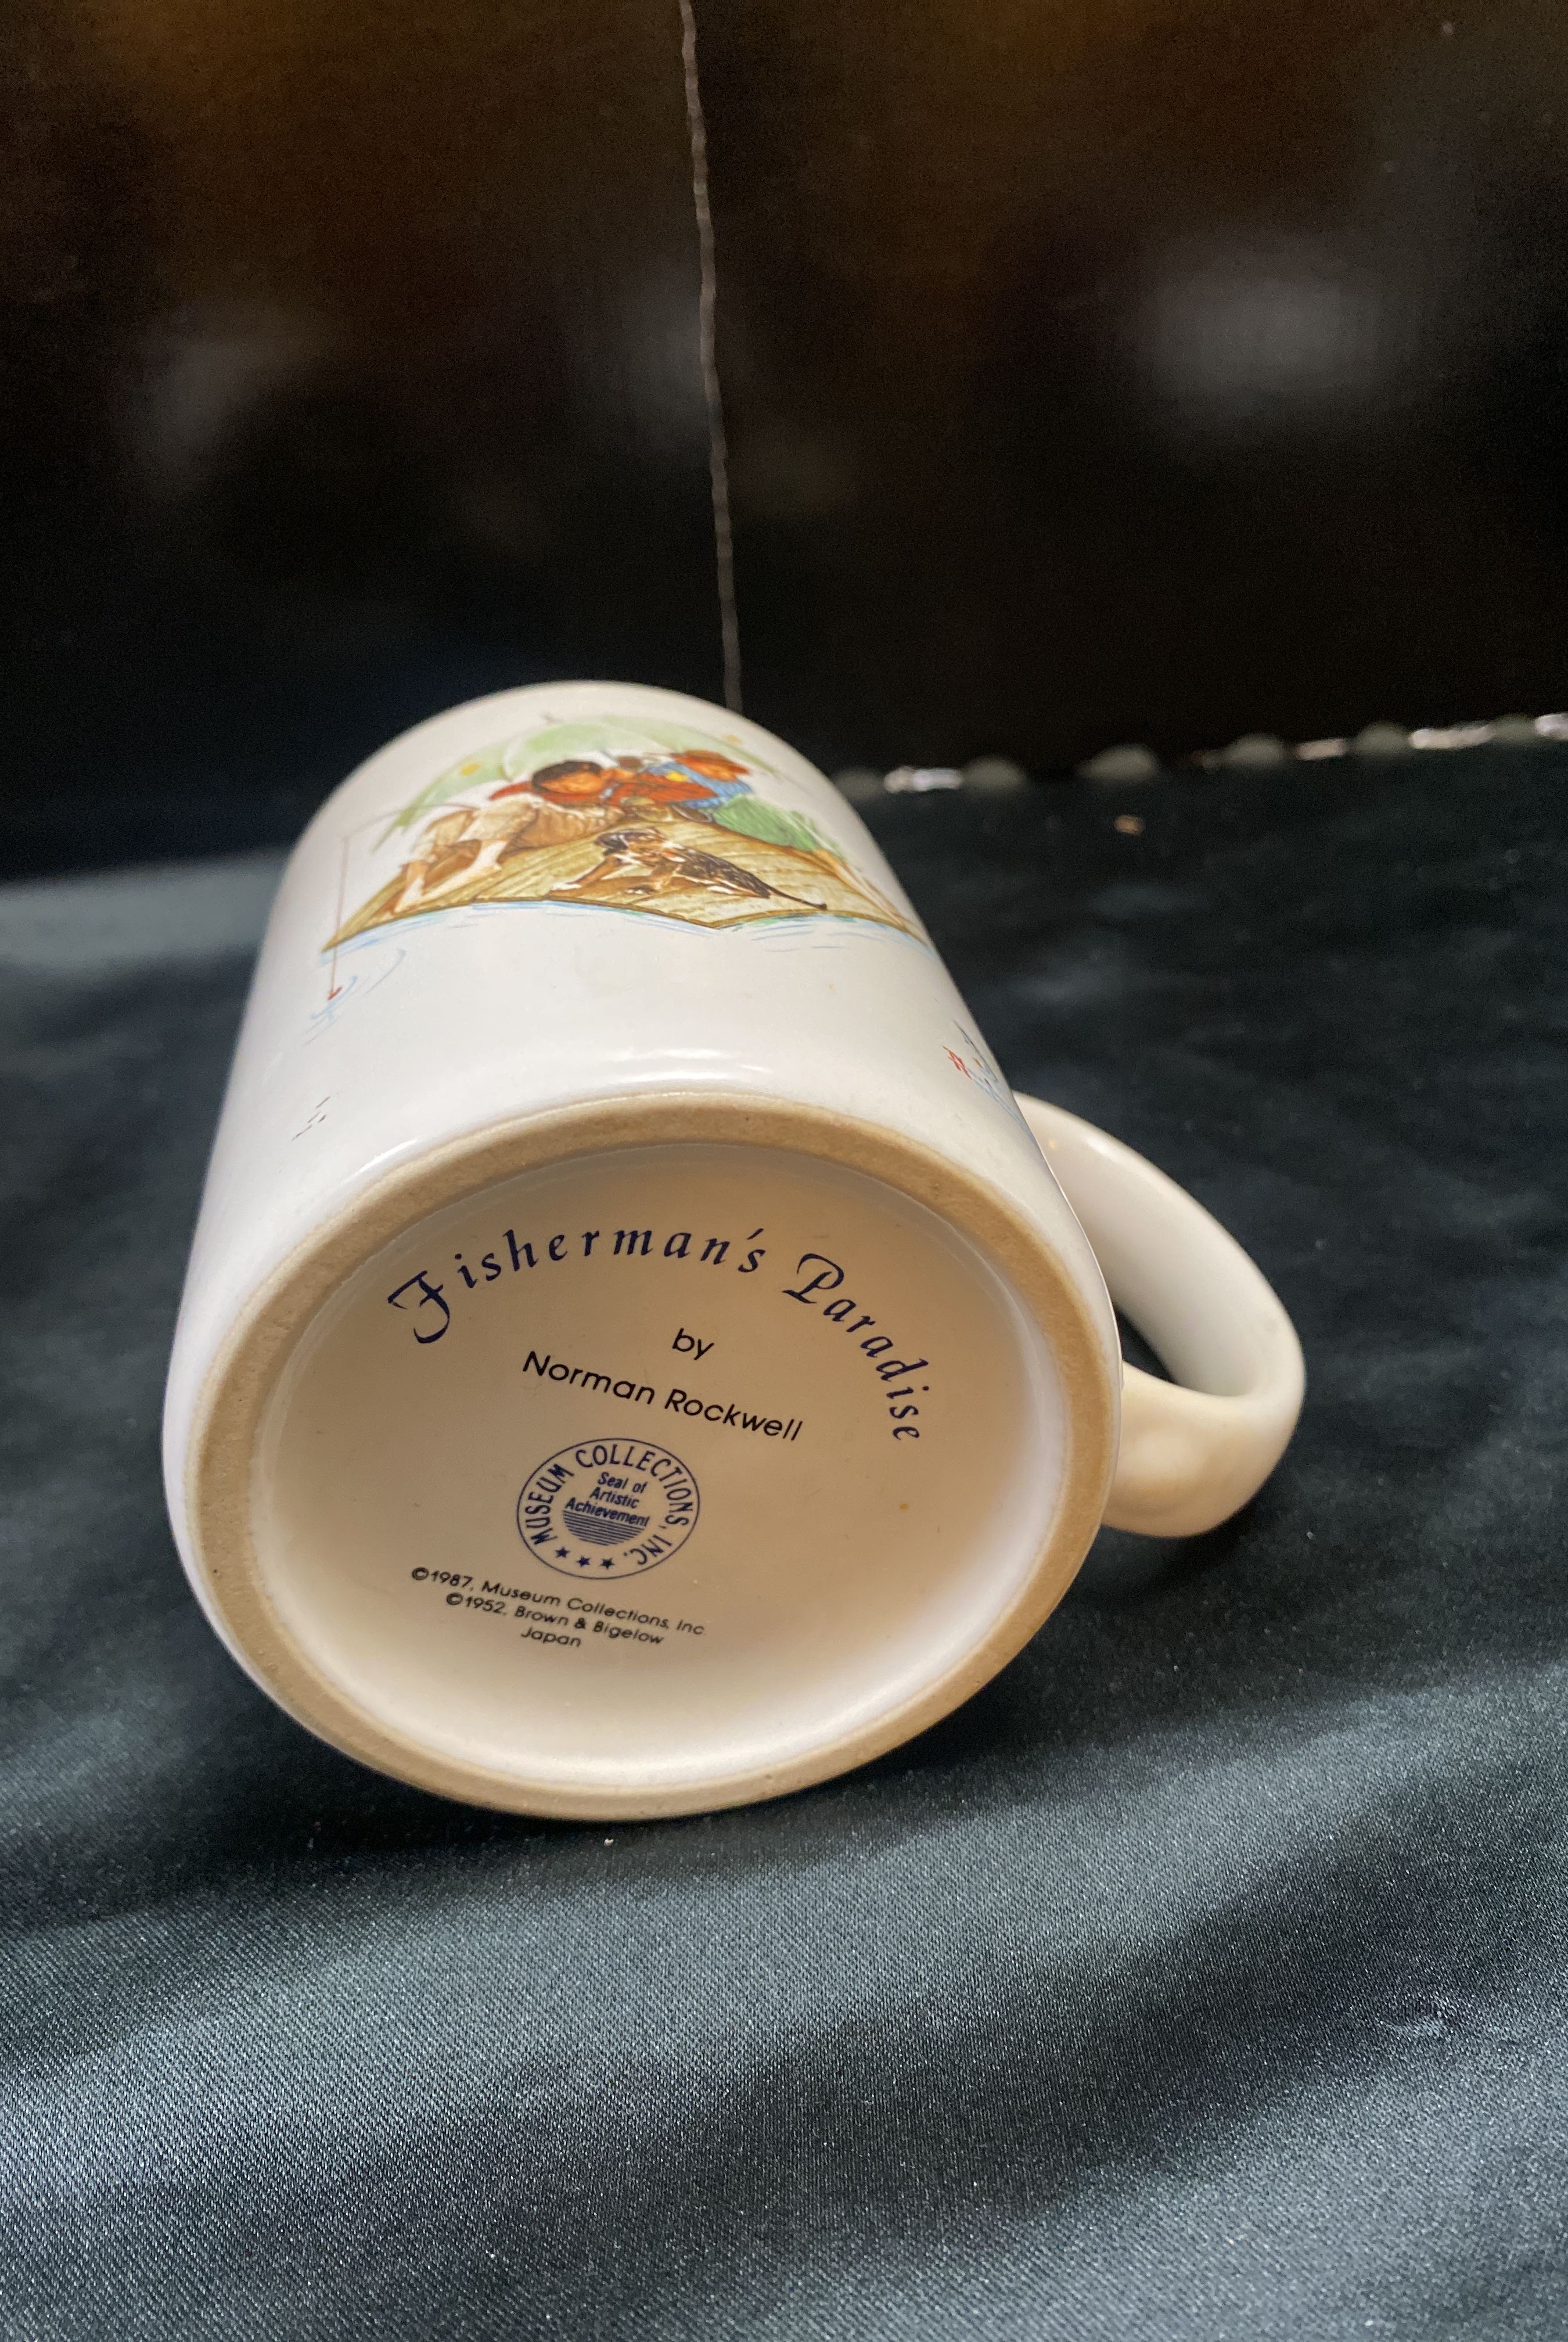 Fisherman's Paradise
by
Norman Rockwell
MUSEUM COLLECTIONS, INC.
Seal of
Artistic
Achievement
©1987, Museum Collections, Inc.
©1952, Brown & Bigelow
Japan